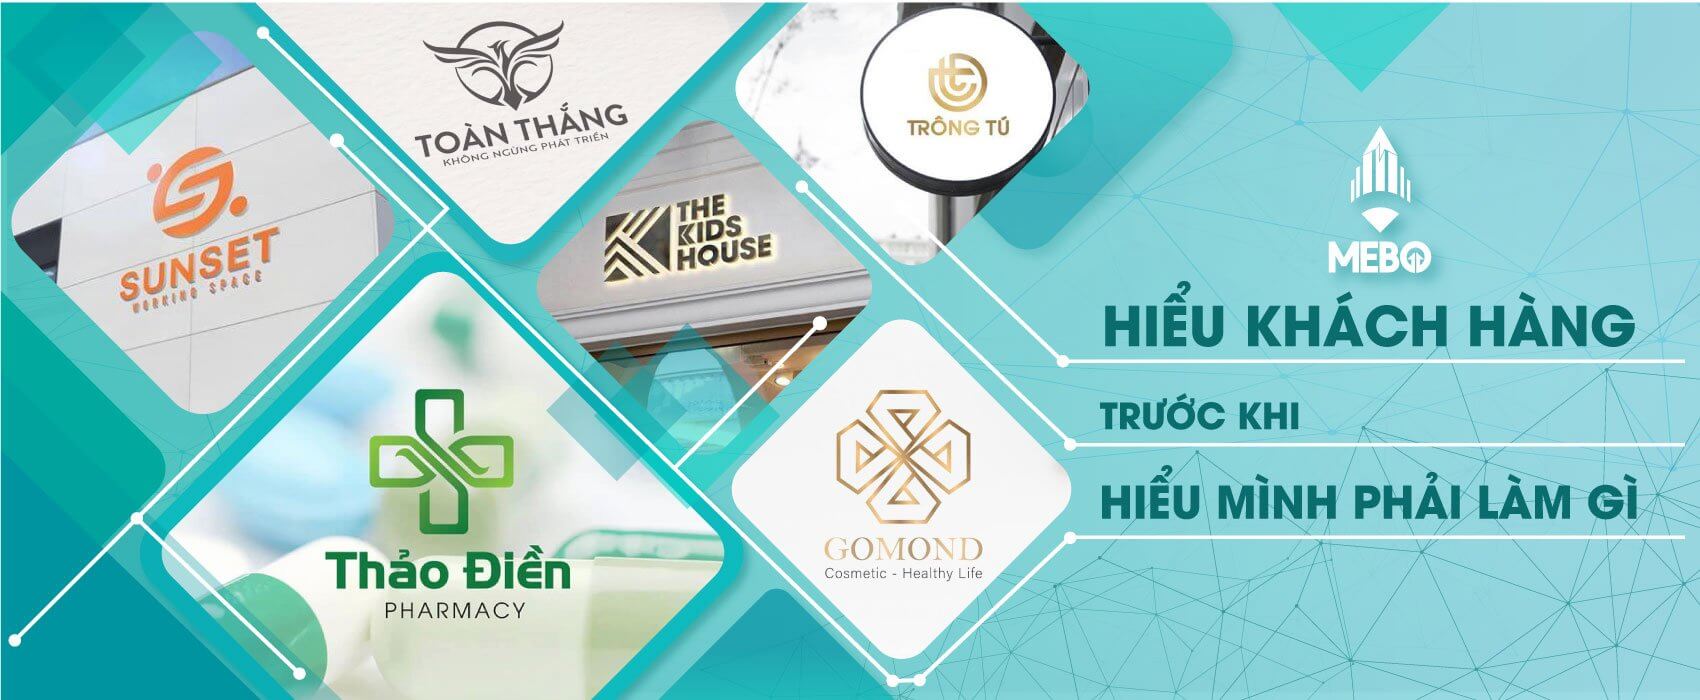 TOÀN THẮNG
KHÔNG NGỪNG PHÁT TRIỂN
TRÔNG TÚ
SUNSET
WORKING SPACE
THE
KIDS
HOUSE
MEBO
HIỂU KHÁCH HÀNG
TRƯỚC KHI
HIỂU MÌNH PHẢI LÀM GÌ
Thảo Điền
PHARMACY
GOMOND
Cosmetic - Healthy Life